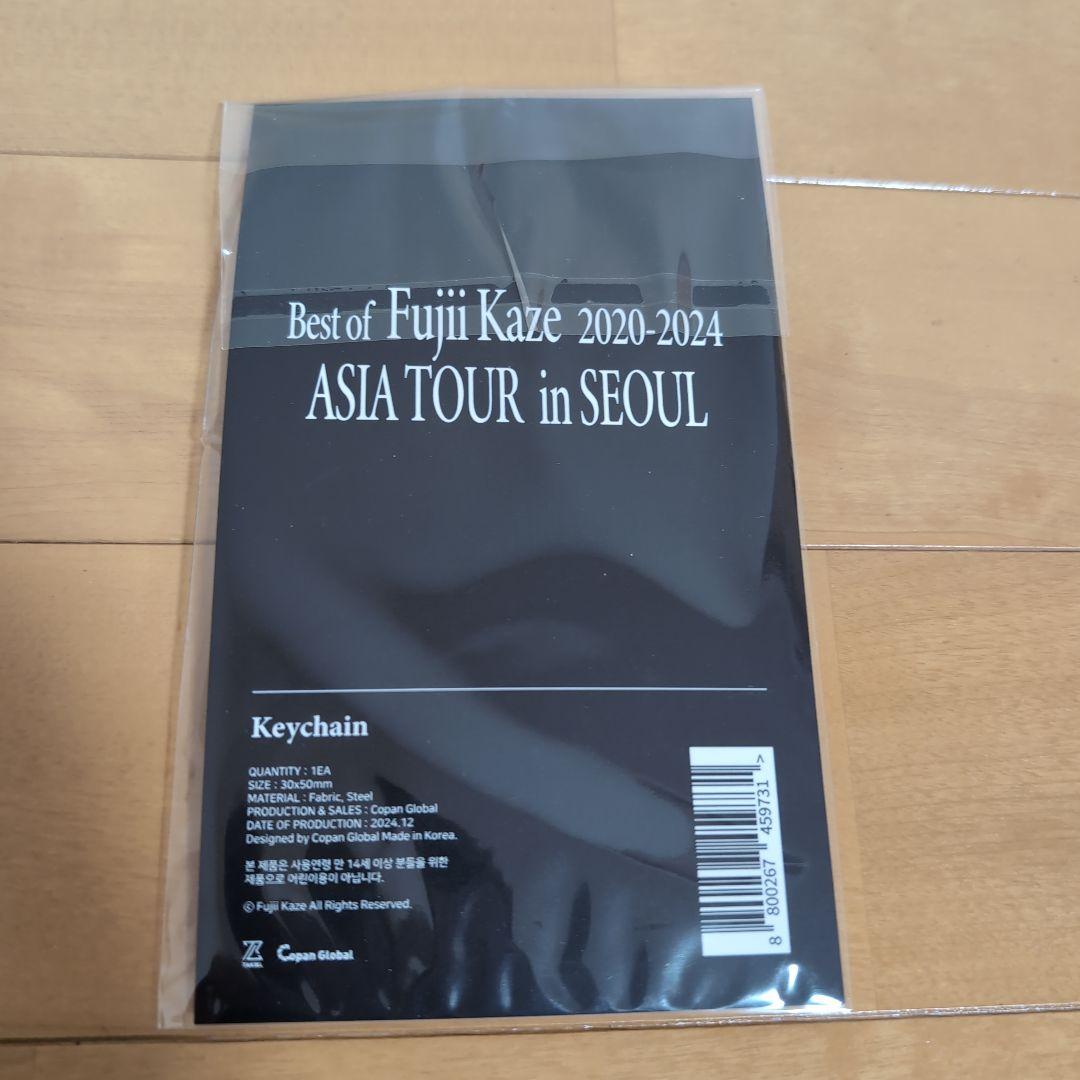 Best of Fujii Kaze 2020-2024
ASIA TOUR in SEOUL
Keychain
QUANTITY : 1EA
SIZE : 30x50mm
MATERIAL : Fabric, Steel
PRODUCTION & SALES : Copan Global
DATE OF PRODUCTION : 2024.12
Designed by Copan Global Made in Korea.
본 제품은 사용연령 만 14세 이상 분들을 위한
제품으로 어린이용이 아닙니다.
© Fujii Kaze All Rights Reserved.
Copan Global
8 800267 459731 >